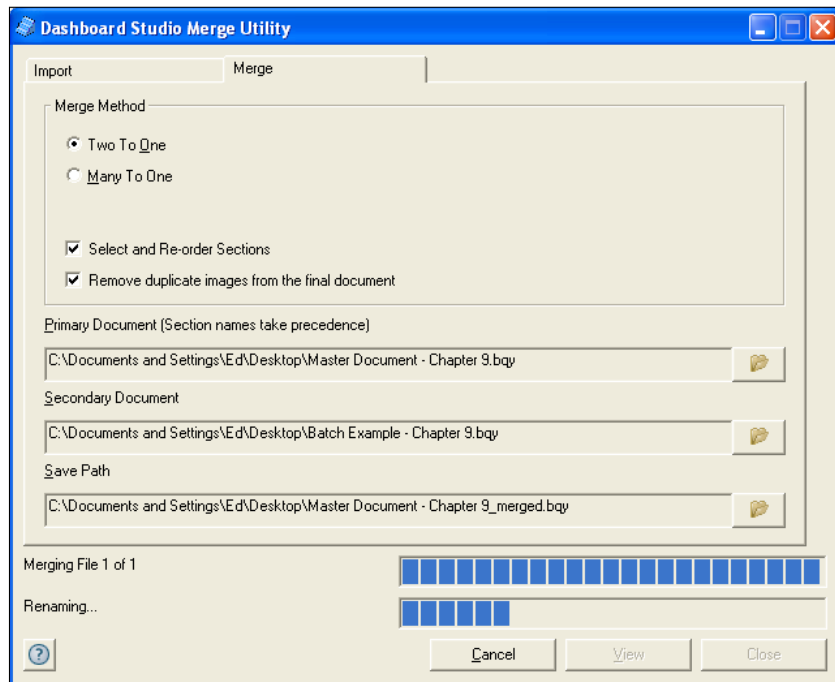 Dashboard Studio Merge Utility
Import
Merge
Merge Method
Two To One
Many To One
Select and Re-order Sections
Remove duplicate images from the final document
Primary Document (Section names take precedence)
C:\Documents and Settings\Ed\Desktop\Master Document - Chapter 9.bqy
Secondary Document
C:\Documents and Settings\Ed\Desktop\Batch Example - Chapter 9.bqy
Save Path
C:\Documents and Settings\Ed\Desktop\Master Document - Chapter 9_merged.bqy
Merging File 1 of 1
Renaming...
?
Cancel
View
Close